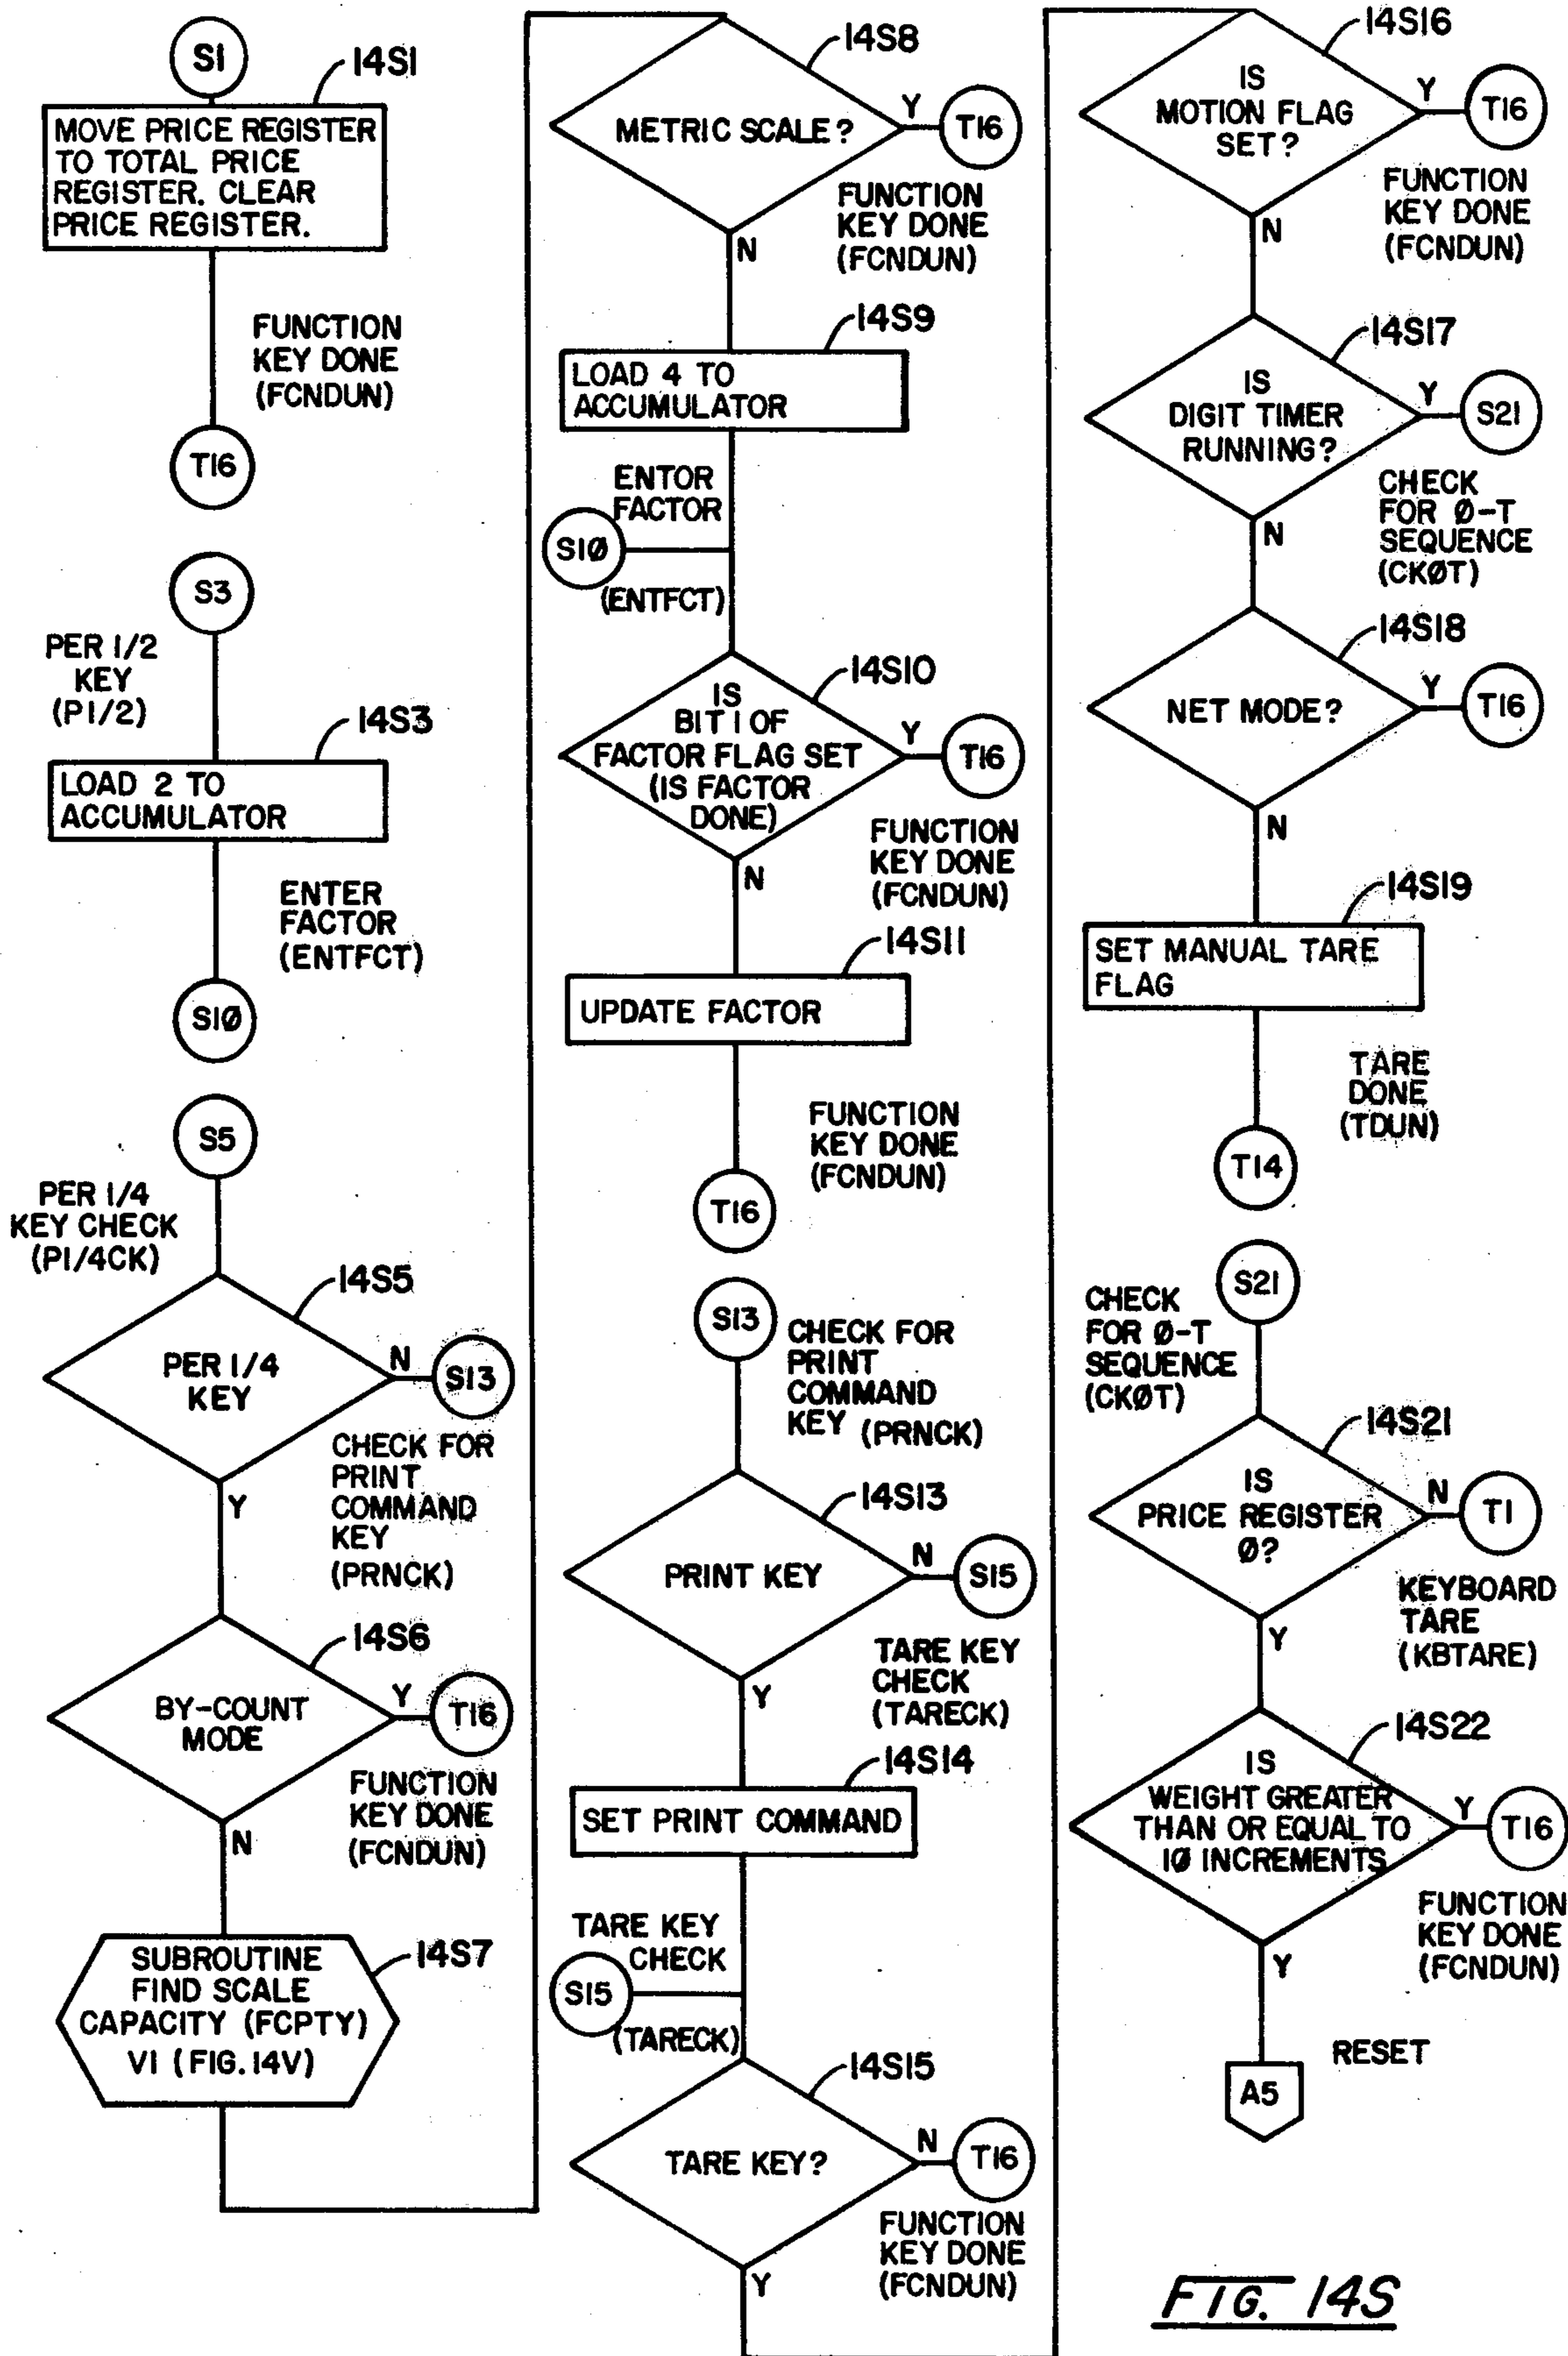 S1
14S1
MOVE PRICE REGISTER
TO TOTAL PRICE
REGISTER. CLEAR
PRICE REGISTER.
FUNCTION
KEY DONE
(FCNDUN)
T16
S3
PER 1/2
KEY
(P1/2)
14S3
LOAD 2 TO
ACCUMULATOR
ENTER
FACTOR
(ENTFCT)
S1Ø
S5
PER 1/4
KEY CHECK
(P1/4CK)
14S5
PER 1/4
KEY
N
S13
CHECK FOR
PRINT
COMMAND
KEY
(PRNCK)
Y
14S6
BY-COUNT
MODE
Y
T16
FUNCTION
KEY DONE
(FCNDUN)
N
14S7
SUBROUTINE
FIND SCALE
CAPACITY (FCPTY)
V1 (FIG. 14V)
14S8
METRIC SCALE?
Y
T16
FUNCTION
KEY DONE
(FCNDUN)
N
14S9
LOAD 4 TO
ACCUMULATOR
ENTOR
FACTOR
S1Ø
(ENTFCT)
14S10
IS
BIT 1 OF
FACTOR FLAG SET
(IS FACTOR
DONE)
Y
T16
FUNCTION
KEY DONE
(FCNDUN)
N
14S11
UPDATE FACTOR
FUNCTION
KEY DONE
(FCNDUN)
T16
S13
CHECK FOR
PRINT
COMMAND
KEY (PRNCK)
14S13
PRINT KEY
N
S15
TARE KEY
CHECK
(TARECK)
Y
14S14
SET PRINT COMMAND
TARE KEY
CHECK
S15
(TARECK)
14S15
TARE KEY?
N
T16
FUNCTION
KEY DONE
(FCNDUN)
Y
14S16
IS
MOTION FLAG
SET?
Y
T16
FUNCTION
KEY DONE
(FCNDUN)
N
14S17
IS
DIGIT TIMER
RUNNING?
Y
S21
CHECK
FOR Ø-T
SEQUENCE
(CKØT)
N
14S18
NET MODE?
Y
T16
N
14S19
SET MANUAL TARE
FLAG
TARE
DONE
(TDUN)
T14
S21
CHECK
FOR Ø-T
SEQUENCE
(CKØT)
14S21
IS
PRICE REGISTER
Ø?
N
T1
KEYBOARD
TARE
(KBTARE)
Y
14S22
IS
WEIGHT GREATER
THAN OR EQUAL TO
1Ø INCREMENTS
Y
T16
FUNCTION
KEY DONE
(FCNDUN)
Y
RESET
A5
FIG. 14S